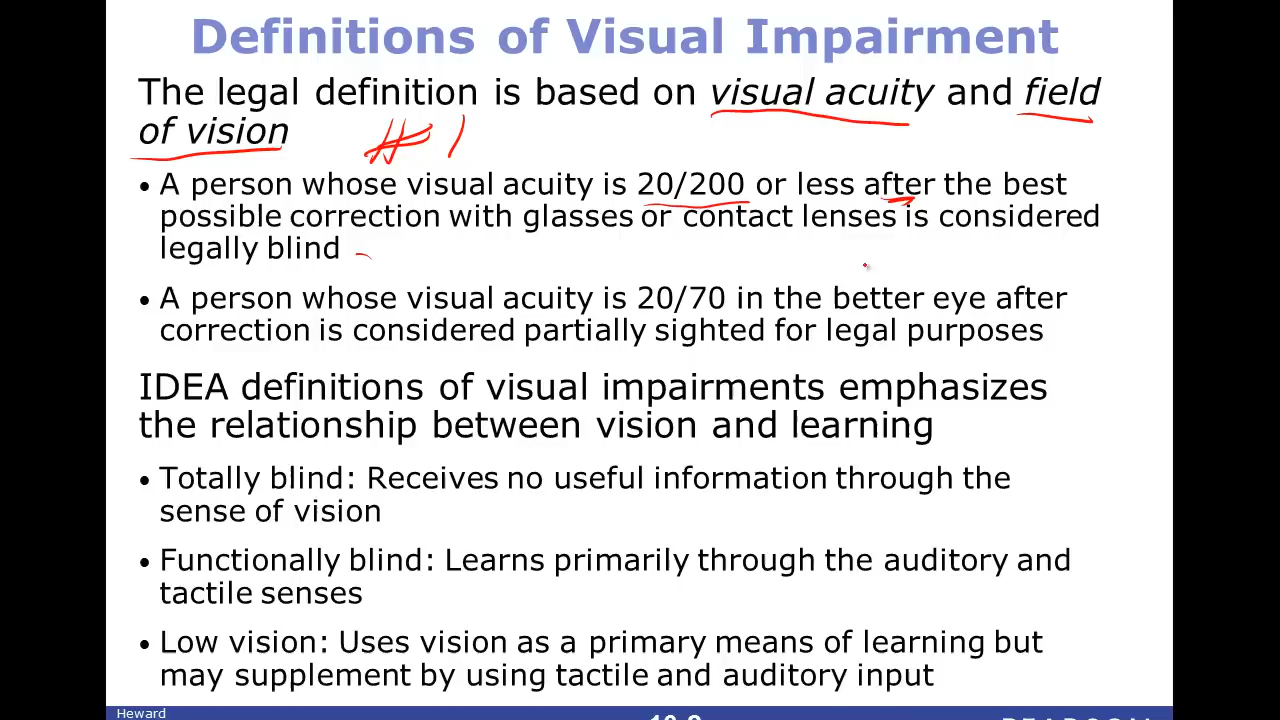 Definitions of Visual Impairment
The legal definition is based on visual acuity and field
of vision
#1
• A person whose visual acuity is 20/200 or less after the best
possible correction with glasses or contact lenses is considered
legally blind
• A person whose visual acuity is 20/70 in the better eye after
correction is considered partially sighted for legal purposes
IDEA definitions of visual impairments emphasizes
the relationship between vision and learning
• Totally blind: Receives no useful information through the
sense of vision
• Functionally blind: Learns primarily through the auditory and
tactile senses
• Low vision: Uses vision as a primary means of learning but
may supplement by using tactile and auditory input
Heward